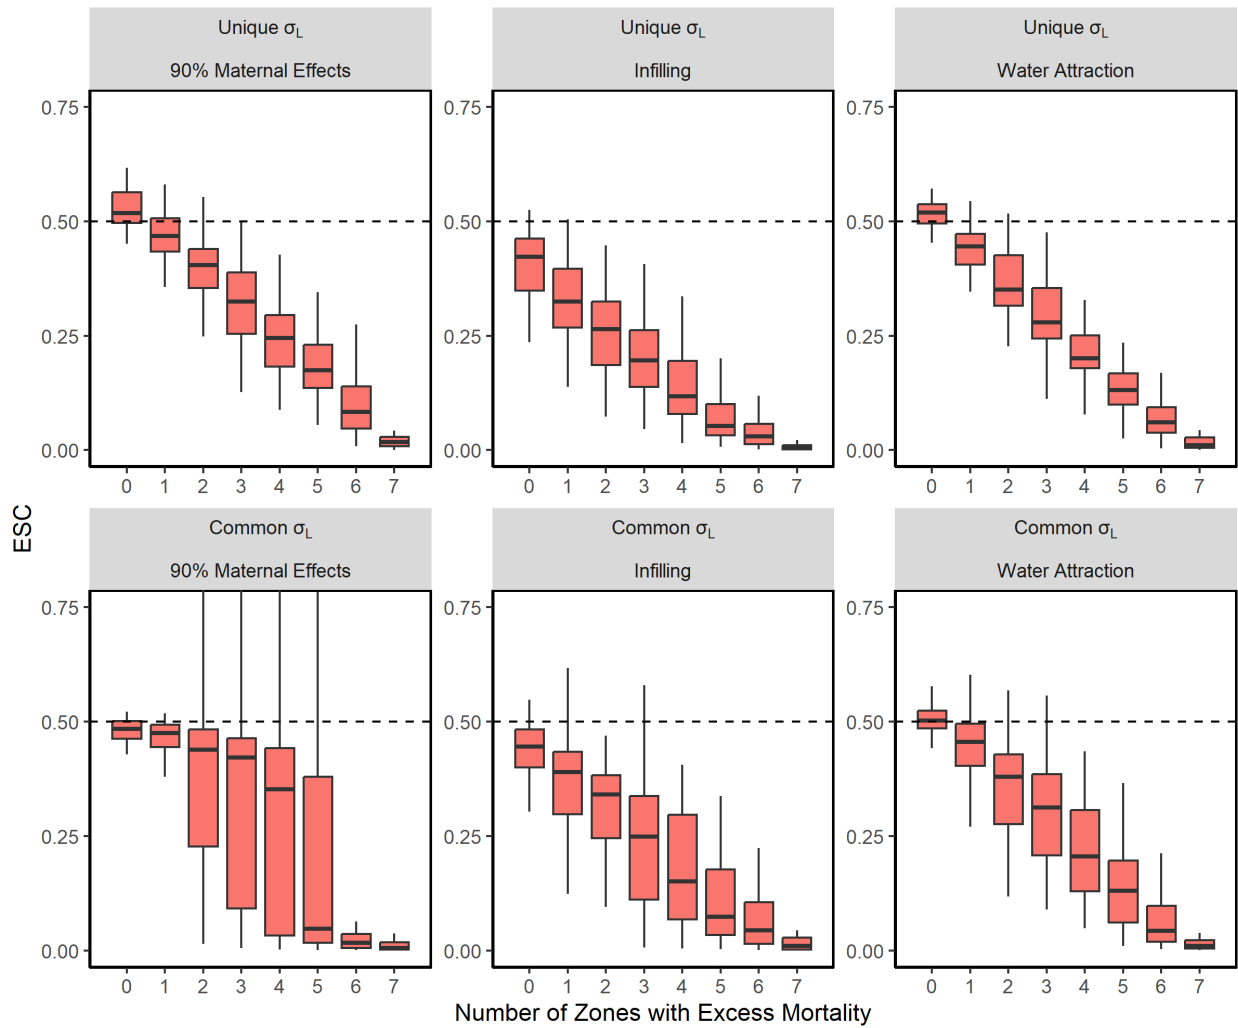 Unique σL
90% Maternal Effects
Unique σL
Infilling
Unique σL
Water Attraction
0.75
0.50
0.25
0.00
0 1 2 3 4 5 6 7
0.75
0.50
0.25
0.00
0 1 2 3 4 5 6 7
0.75
0.50
0.25
0.00
0 1 2 3 4 5 6 7
ESC
Common σL
90% Maternal Effects
Common σL
Infilling
Common σL
Water Attraction
0.75
0.50
0.25
0.00
0 1 2 3 4 5 6 7
0.75
0.50
0.25
0.00
0 1 2 3 4 5 6 7
0.75
0.50
0.25
0.00
0 1 2 3 4 5 6 7
Number of Zones with Excess Mortality